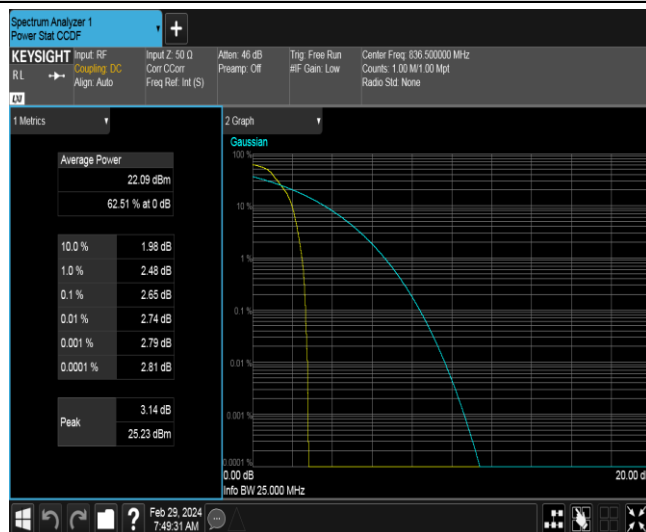 Spectrum Analyzer 1
Power Stat CCDF
+
KEYSIGHT
RL
LXI
Input: RF
Coupling: DC
Align: Auto
Input Z: 50 Ω
Corr CCorr
Freq Ref: Int (S)
Atten: 46 dB
Preamp: Off
Trig: Free Run
#IF Gain: Low
Center Freq: 836.500000 MHz
Counts: 1.00 M/1.00 Mpt
Radio Std: None
1 Metrics
Average Power
22.09 dBm
62.51 % at 0 dB
10.0 % 1.98 dB
1.0 % 2.48 dB
0.1 % 2.65 dB
0.01 % 2.74 dB
0.001 % 2.79 dB
0.0001 % 2.81 dB
Peak
3.14 dB
25.23 dBm
2 Graph
Gaussian
100 %
10 %
1 %
0.1 %
0.01 %
0.001 %
0.0001 %
0.00 dB
20.00 d
Info BW 25.000 MHz
?
Feb 29, 2024
7:49:31 AM